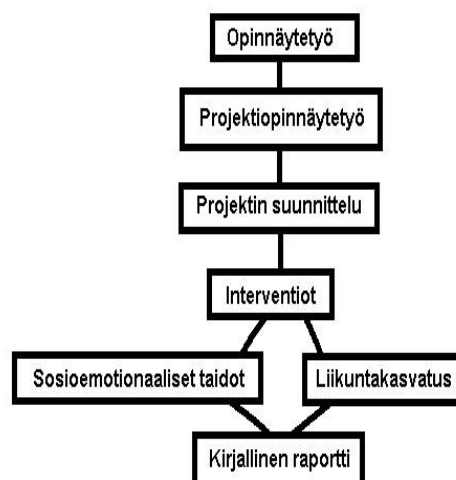 Opinnäytetyö
Projektiopinnäytetyö
Projektin suunnittelu
Interventiot
Sosioemotionaaliset taidot
Liikuntakasvatus
Kirjallinen raportti